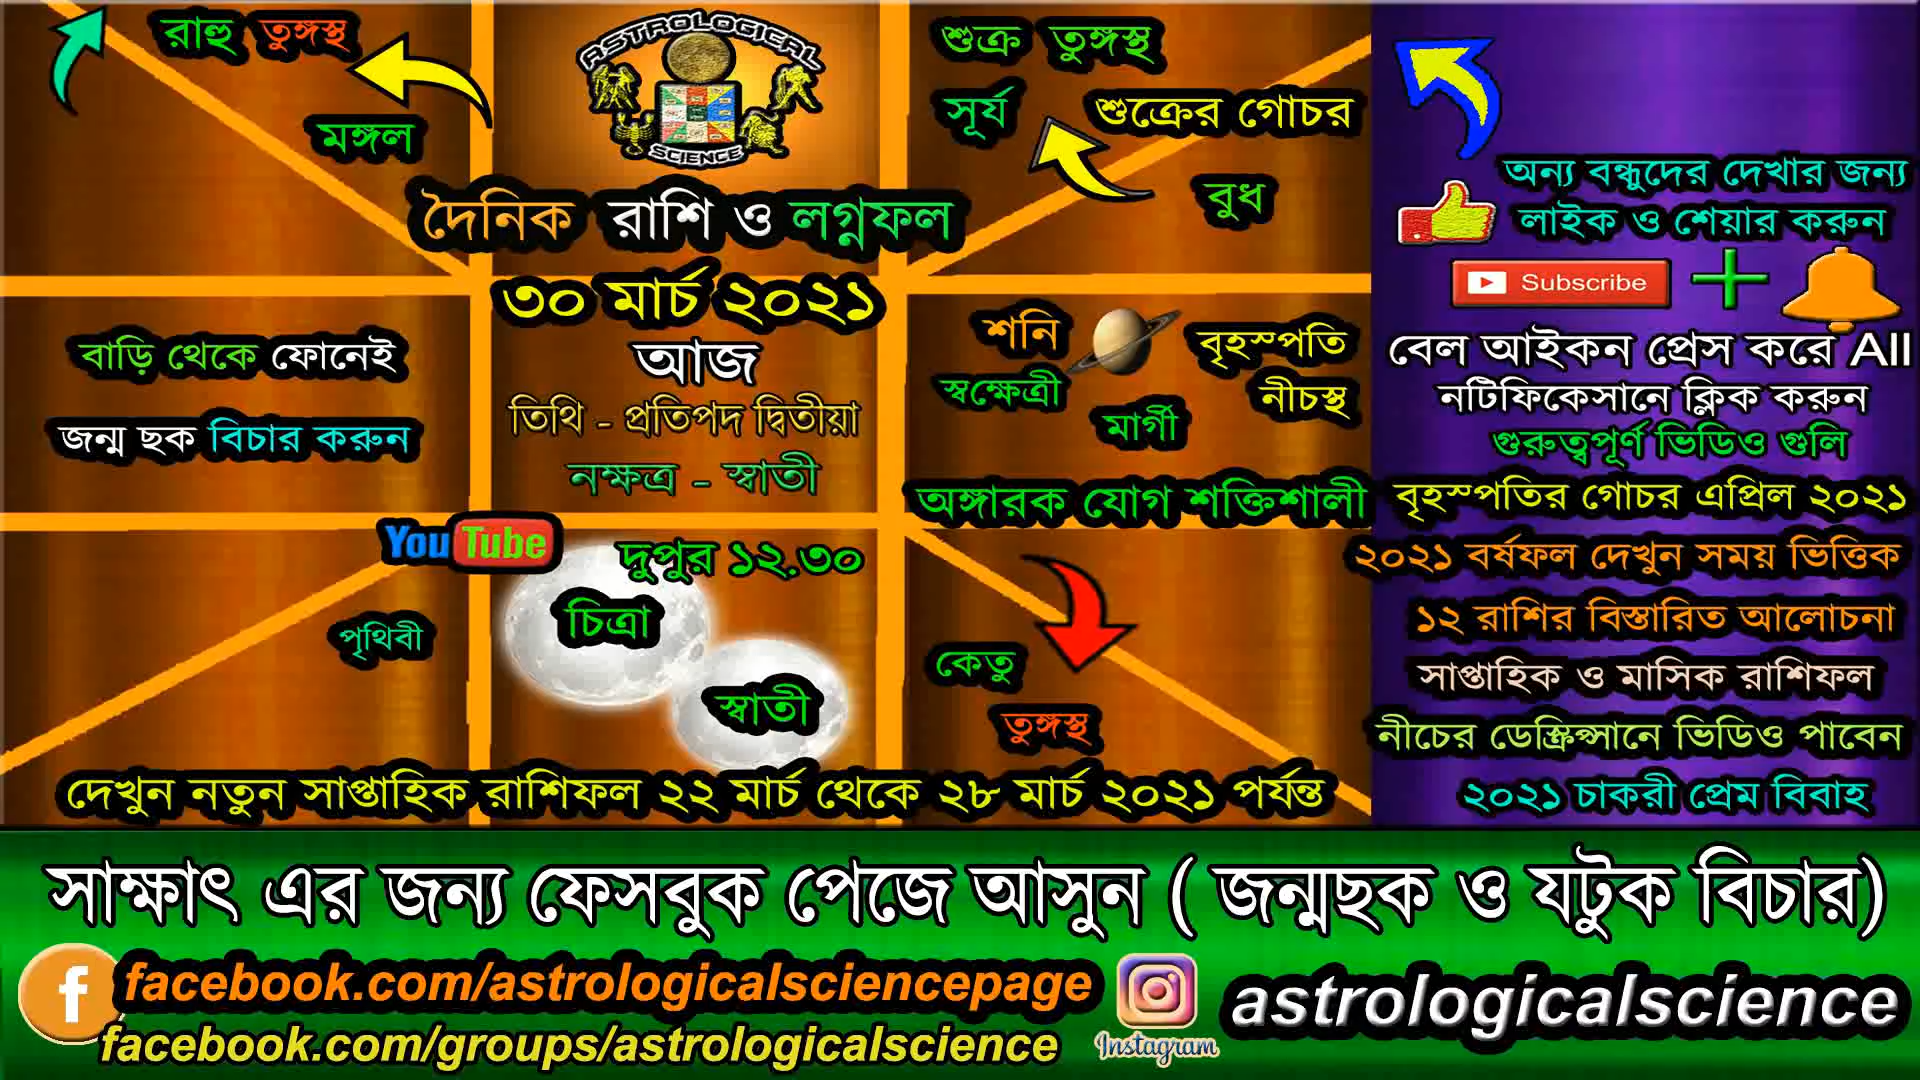 রাহু তুঙ্গস্থ
মঙ্গল
ASTROLOGICAL
SCIENCE
শুক্র তুঙ্গস্থ
সূর্য
শুক্রের গোচর
বুধ
দৈনিক রাশি ও লগ্নফল
৩০ মার্চ ২০২১
আজ
তিথি - প্রতিপদ দ্বিতীয়া
নক্ষত্র - স্বাতী
বাড়ি থেকে ফোনেই
জন্ম ছক বিচার করুন
শনি
স্বক্ষেত্রী
বৃহস্পতি
নীচস্থ
মার্গী
অঙ্গারক যোগ শক্তিশালী
YouTube
দুপুর ১২.৩০
চিত্রা
স্বাতী
পৃথিবী
কেতু
তুঙ্গস্থ
দেখুন নতুন সাপ্তাহিক রাশিফল ২২ মার্চ থেকে ২৮ মার্চ ২০২১ পর্যন্ত
অন্য বন্ধুদের দেখার জন্য
লাইক ও শেয়ার করুন
Subscribe
বেল আইকন প্রেস করে All
নটিফিকেসানে ক্লিক করুন
গুরুত্বপূর্ণ ভিডিও গুলি
বৃহস্পতির গোচর এপ্রিল ২০২১
২০২১ বর্ষফল দেখুন সময় ভিত্তিক
১২ রাশির বিস্তারিত আলোচনা
সাপ্তাহিক ও মাসিক রাশিফল
নীচের ডেস্ক্রিপ্সানে ভিডিও পাবেন
২০২১ চাকরী প্রেম বিবাহ
সাক্ষাৎ এর জন্য ফেসবুক পেজে আসুন ( জন্মছক ও যটুক বিচার)
facebook.com/astrologicalsciencepage
facebook.com/groups/astrologicalscience
Instagram
astrologicalscience